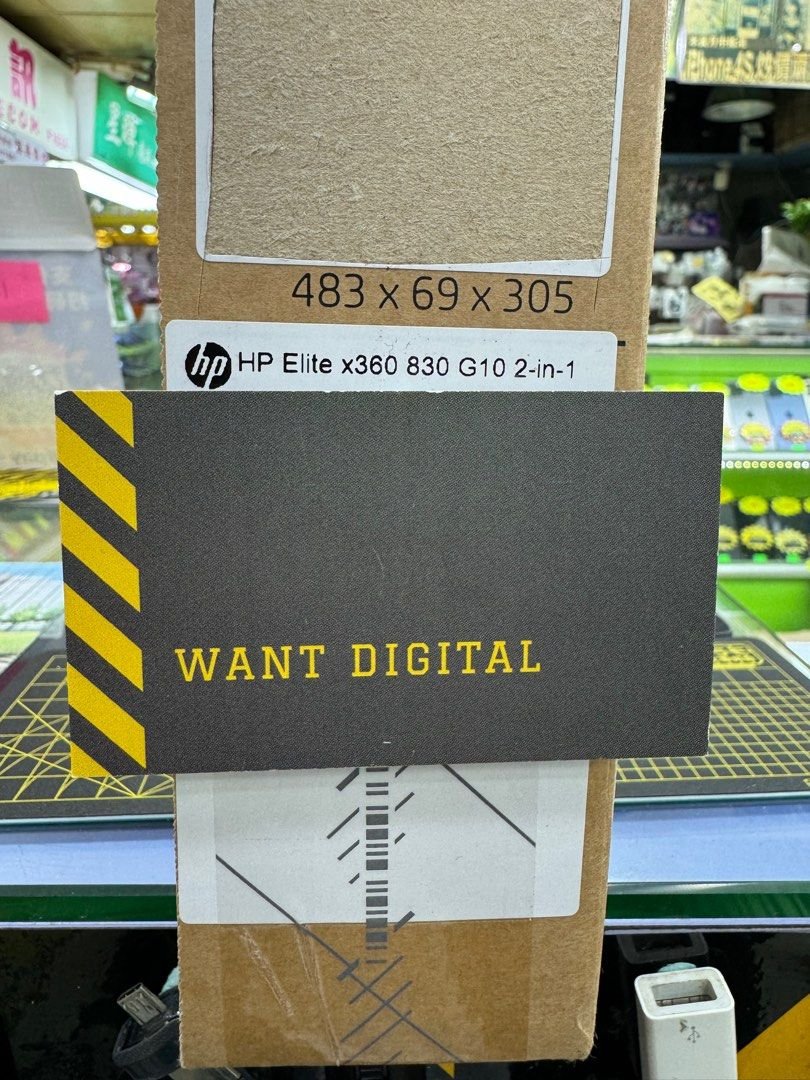 483 x 69 x 305
hp HP Elite x360 830 G10 2-in-1
WANT DIGITAL